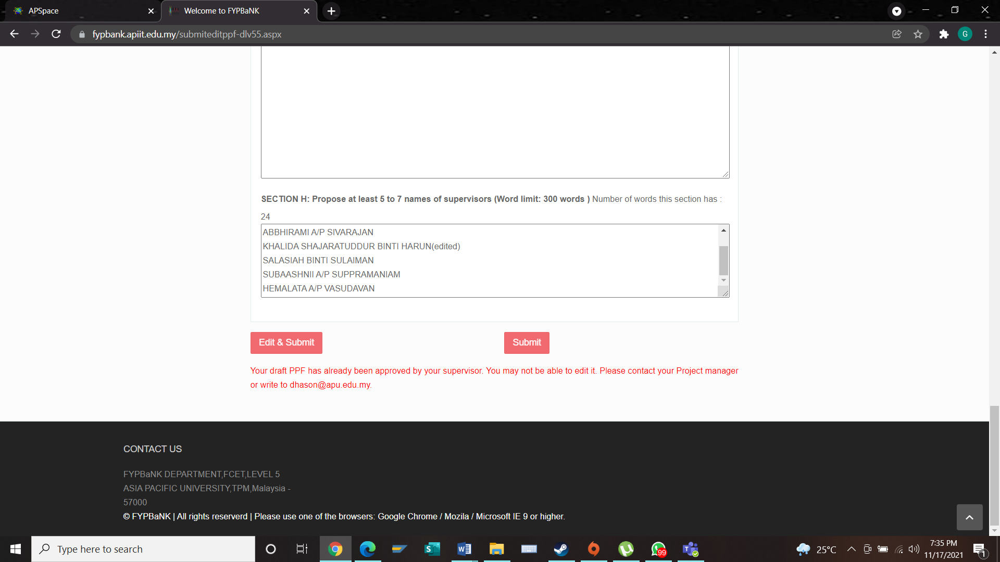 APSpace
Welcome to FYPBaNK
fypbank.apiit.edu.my/submiteditppf-dlv55.aspx
G
SECTION H: Propose at least 5 to 7 names of supervisors (Word limit: 300 words ) Number of words this section has :
24
ABBHIRAMI A/P SIVARAJAN
KHALIDA SHAJARATUDDUR BINTI HARUN(edited)
SALASIAH BINTI SULAIMAN
SUBAASHNII A/P SUPPRAMANIAM
HEMALATA A/P VASUDAVAN
Edit & Submit
Submit
Your draft PPF has already been approved by your supervisor. You may not be able to edit it. Please contact your Project manager
or write to dhason@apu.edu.my.
CONTACT US
FYPBaNK DEPARTMENT,FCET,LEVEL 5
ASIA PACIFIC UNIVERSITY,TPM,Malaysia -
57000
© FYPBaNK | All rights reserverd | Please use one of the browsers: Google Chrome / Mozila / Microsoft IE 9 or higher.
Type here to search
S
W
99
T
25°C
7:35 PM
11/17/2021
1